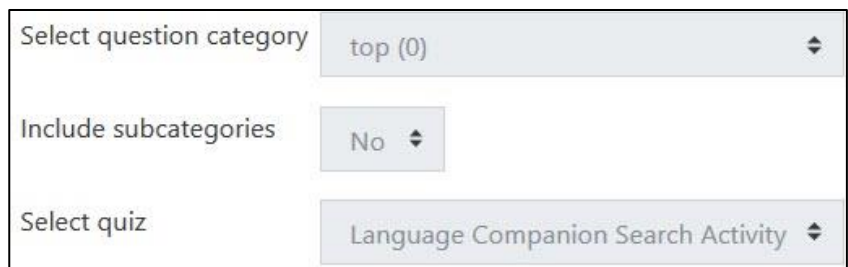 Select question category top (0)
Include subcategories No
Select quiz Language Companion Search Activity